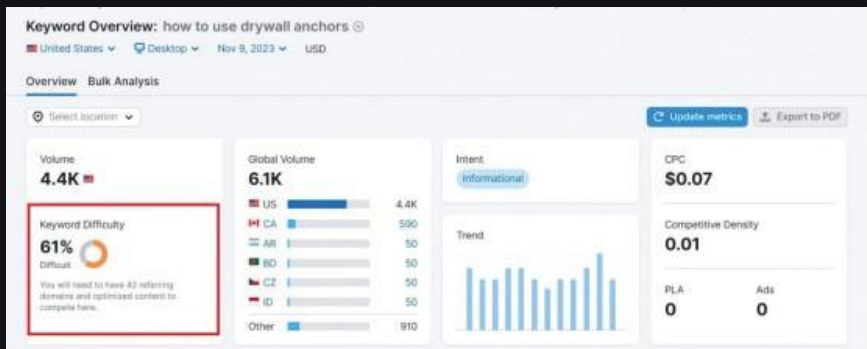 Keyword Overview: how to use drywall anchors
United States Desktop Nov 9, 2023 USD
Overview Bulk Analysis
Select location
Update metrics Export to PDF
Volume
4.4K
Keyword Difficulty
61%
Difficult
You will need to have 42 referring
domains and optimized content to
compete here.
Global Volume
6.1K
US 4.4K
CA 590
AR 50
BD 50
CZ 50
ID 50
Other 910
Intent
Informational
Trend
CPC
$0.07
Competitive Density
0.01
PLA Ads
0 0